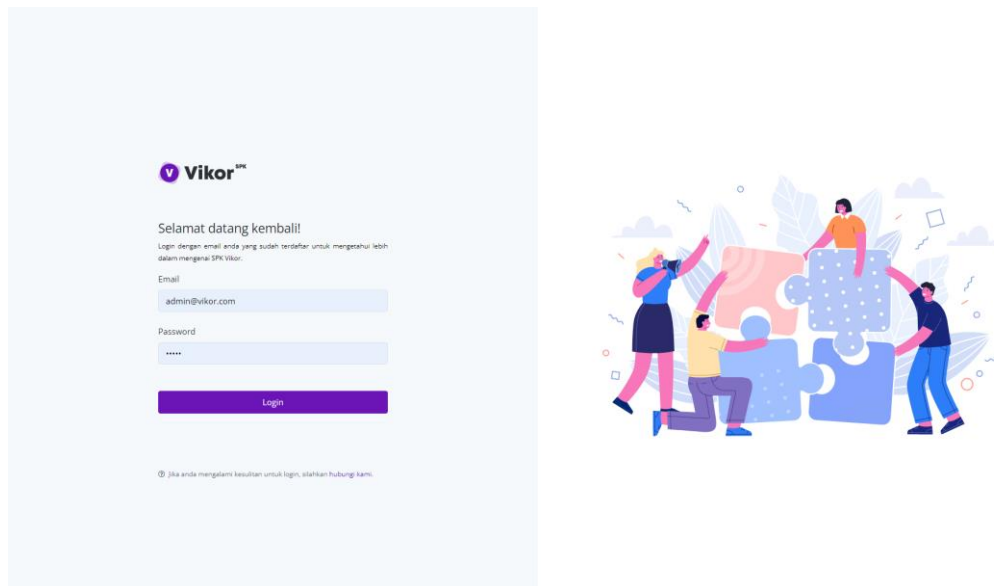 V Vikor SPK
Selamat datang kembali!
Login dengan email anda yang sudah terdaftar untuk mengetahui lebih
dalam mengenai SPK Vikor.
Email
admin@vikor.com
Password
•••••
Login
Jika anda mengalami kesulitan untuk login, silahkan hubungi kami.